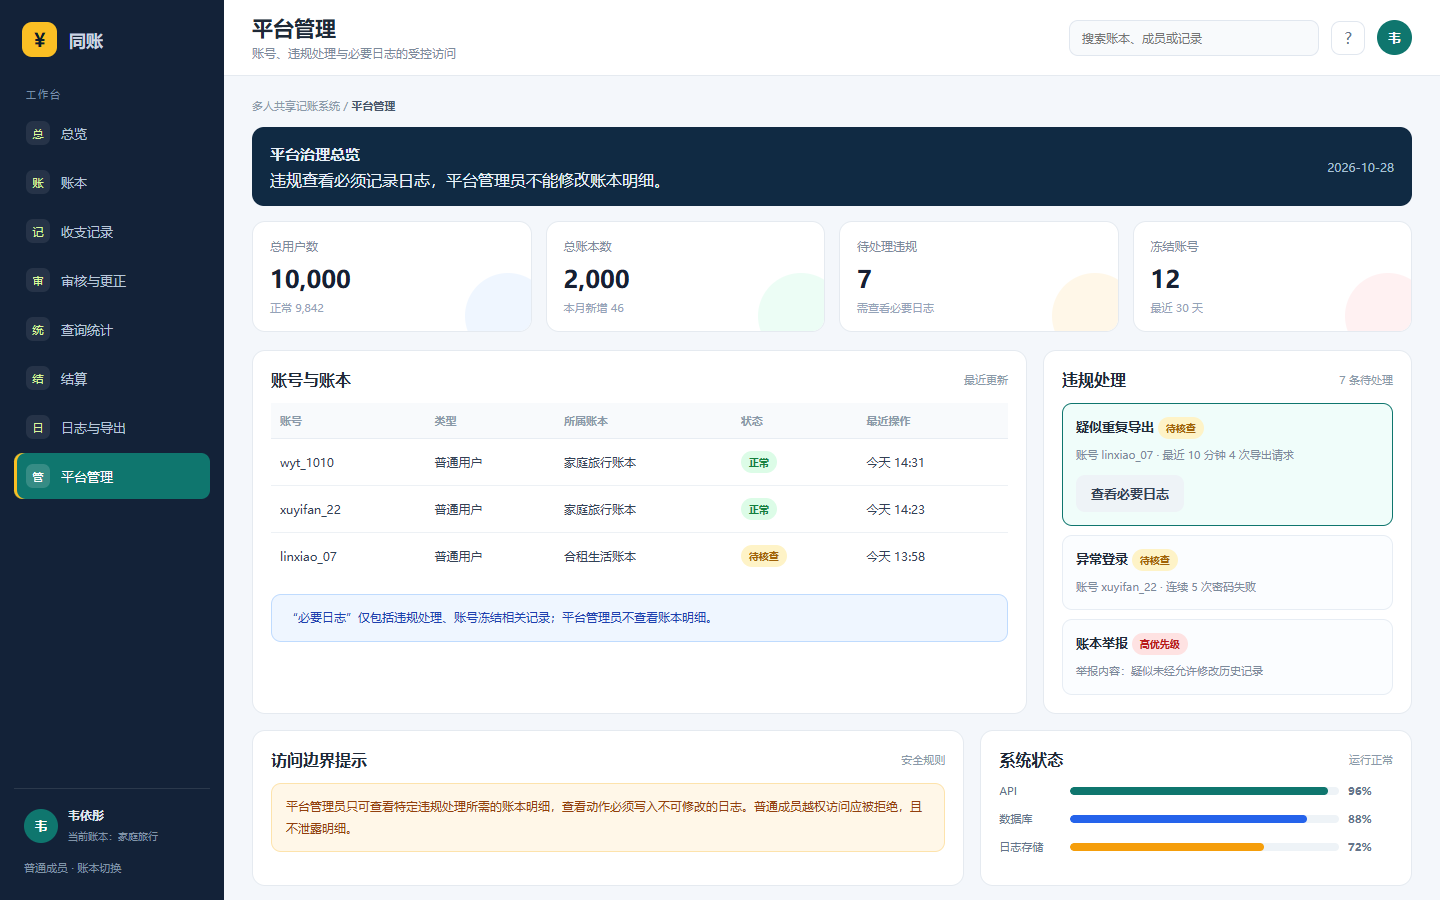 ¥ 同账
工作台
总 总览
账 账本
记 收支记录
审 审核与更正
统 查询统计
结 结算
日 日志与导出
管 平台管理
韦 韦依彤
当前账本：家庭旅行
普通成员 · 账本切换
平台管理
账号、违规处理与必要日志的受控访问
搜索账本、成员或记录
?
韦
多人共享记账系统 / 平台管理
平台治理总览
违规查看必须记录日志，平台管理员不能修改账本明细。
2026-10-28
总用户数
10,000
正常 9,842
总账本数
2,000
本月新增 46
待处理违规
7
需查看必要日志
冻结账号
12
最近 30 天
账号与账本 最近更新
账号 类型 所属账本 状态 最近操作
wyt_1010 普通用户 家庭旅行账本 正常 今天 14:31
xuyifan_22 普通用户 家庭旅行账本 正常 今天 14:23
linxiao_07 普通用户 合租生活账本 待核查 今天 13:58
“必要日志”仅包括违规处理、账号冻结相关记录；平台管理员不查看账本明细。
违规处理 7 条待处理
疑似重复导出 待核查
账号 linxiao_07 · 最近 10 分钟 4 次导出请求
查看必要日志
异常登录 待核查
账号 xuyifan_22 · 连续 5 次密码失败
账本举报 高优先级
举报内容：疑似未经允许修改历史记录
访问边界提示 安全规则
平台管理员只可查看特定违规处理所需的账本明细，查看动作必须写入不可修改的日志。普通成员越权访问应被拒绝，且
不泄露明细。
系统状态 运行正常
API 96%
数据库 88%
日志存储 72%